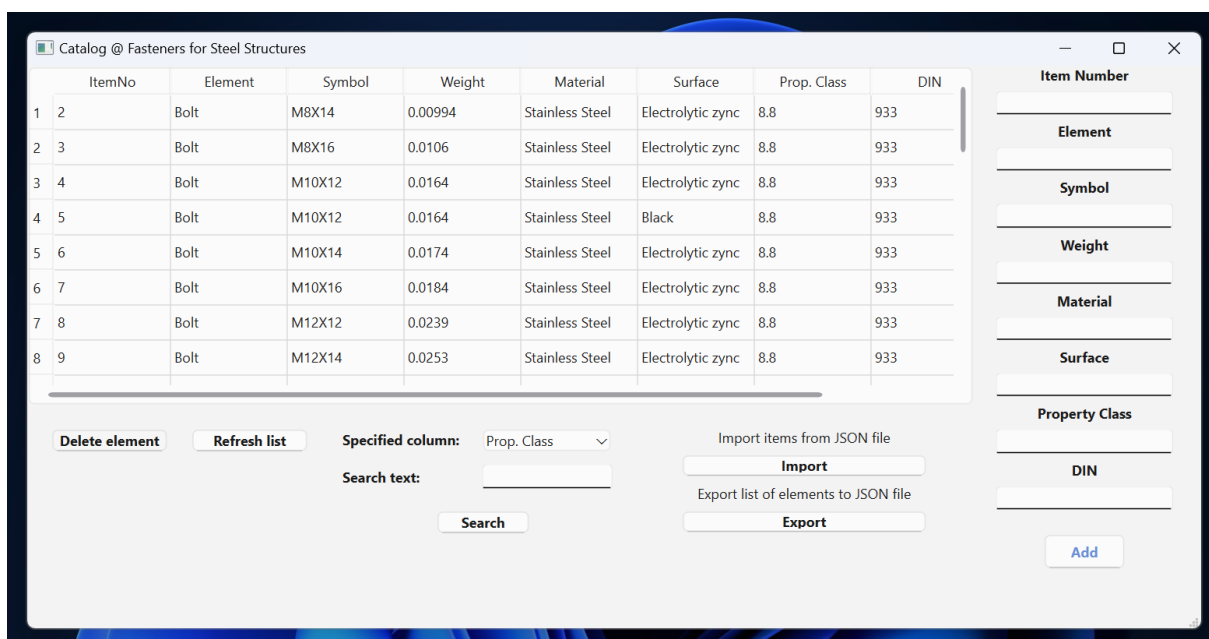 Catalog @ Fasteners for Steel Structures
ItemNo Element Symbol Weight Material Surface Prop. Class DIN
1 2 Bolt M8X14 0.00994 Stainless Steel Electrolytic zync 8.8 933
2 3 Bolt M8X16 0.0106 Stainless Steel Electrolytic zync 8.8 933
3 4 Bolt M10X12 0.0164 Stainless Steel Electrolytic zync 8.8 933
4 5 Bolt M10X12 0.0164 Stainless Steel Black 8.8 933
5 6 Bolt M10X14 0.0174 Stainless Steel Electrolytic zync 8.8 933
6 7 Bolt M10X16 0.0184 Stainless Steel Electrolytic zync 8.8 933
7 8 Bolt M12X12 0.0239 Stainless Steel Electrolytic zync 8.8 933
8 9 Bolt M12X14 0.0253 Stainless Steel Electrolytic zync 8.8 933
Delete element
Refresh list
Specified column: Prop. Class
Search text:
Search
Import items from JSON file
Import
Export list of elements to JSON file
Export
Item Number
Element
Symbol
Weight
Material
Surface
Property Class
DIN
Add